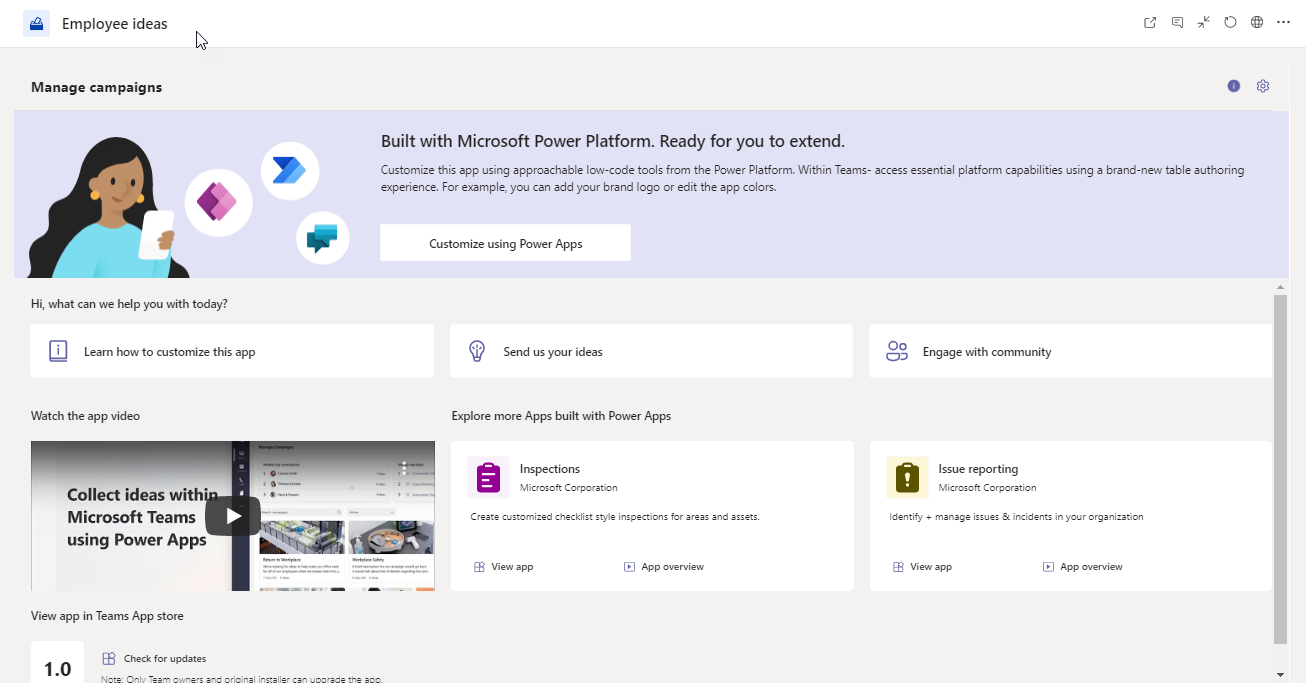 Employee ideas
Manage campaigns
Built with Microsoft Power Platform. Ready for you to extend.
Customize this app using approachable low-code tools from the Power Platform. Within Teams- access essential platform capabilities using a brand-new table authoring
experience. For example, you can add your brand logo or edit the app colors.
Customize using Power Apps
Hi, what can we help you with today?
Learn how to customize this app
Send us your ideas
Engage with community
Watch the app video
Explore more Apps built with Power Apps
Manage Campaigns
Collect ideas within
Microsoft Teams
using Power Apps
Return to Workplace
Workplace Safety
Inspections
Microsoft Corporation
Create customized checklist style inspections for areas and assets.
View app
App overview
Issue reporting
Microsoft Corporation
Identify + manage issues & incidents in your organization
View app
App overview
View app in Teams App store
1.0
Check for updates
Note: Only Team owners and original installer can upgrade the app.